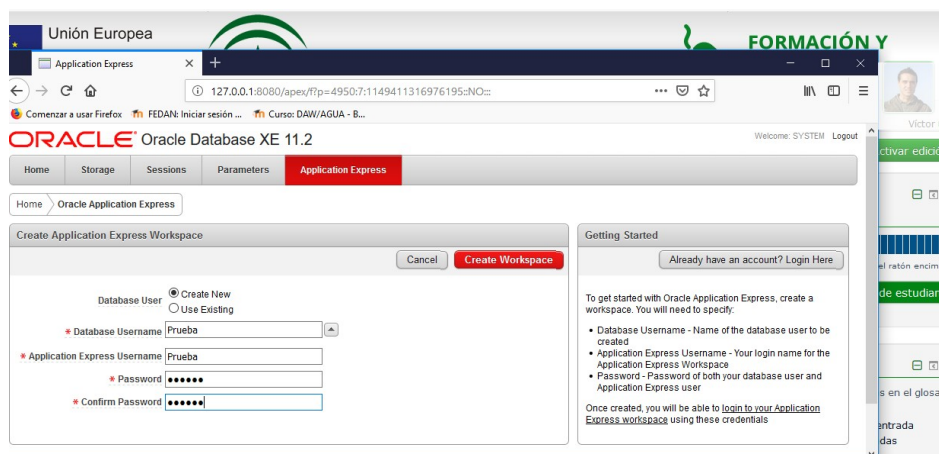 Unión Europea
FORMACIÓN Y
Application Express
127.0.0.1:8080/apex/f?p=4950:7:1149411316976195:NO:::
Comenzar a usar Firefox
FEDAN: Iniciar sesión ...
Curso: DAW/AGUA - B...
ORACLE Oracle Database XE 11.2
Welcome: SYSTEM Logout
Home Storage Sessions Parameters Application Express
Home Oracle Application Express
Create Application Express Workspace
Cancel Create Workspace
Database User
Create New
Use Existing
* Database Username Prueba
* Application Express Username Prueba
* Password ••••••
* Confirm Password ••••••
Getting Started
Already have an account? Login Here
To get started with Oracle Application Express, create a
workspace. You will need to specify:
• Database Username - Name of the database user to be
created
• Application Express Username - Your login name for the
Application Express Workspace
• Password - Password of both your database user and
Application Express user
Once created, you will be able to login to your Application
Express workspace using these credentials
Víctor
ctivar edició
el ratón encim
de estudiar
s en el glosa
entrada
das